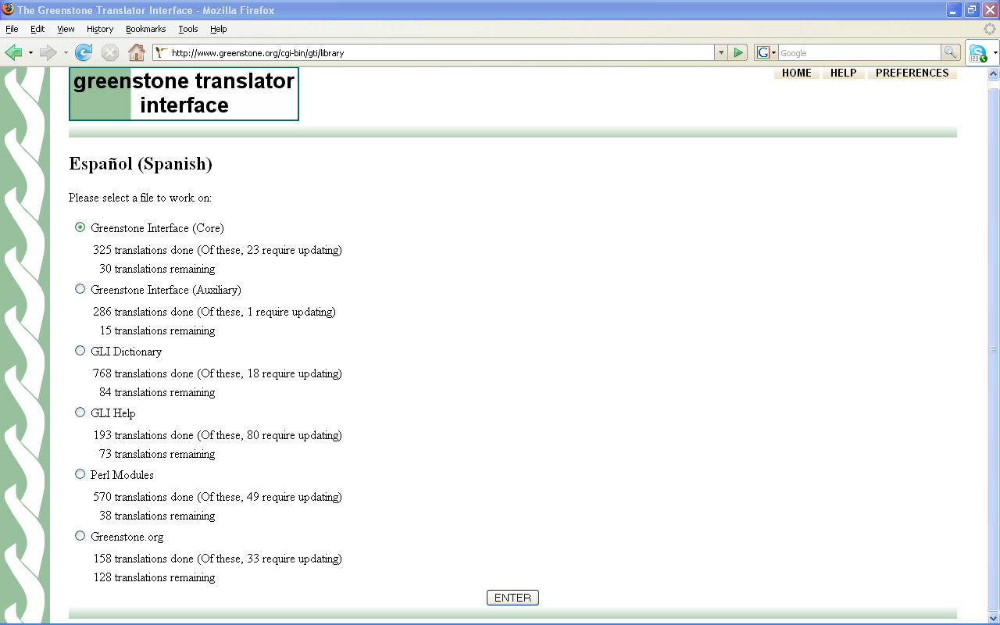 The Greenstone Translator Interface - Mozilla Firefox
File Edit View History Bookmarks Tools Help
http://www.greenstone.org/cgi-bin/gti/library
G Google
123
greenstone translator
interface
HOME HELP PREFERENCES
Español (Spanish)
Please select a file to work on:
Greenstone Interface (Core)
325 translations done (Of these, 23 require updating)
30 translations remaining
Greenstone Interface (Auxiliary)
286 translations done (Of these, 1 require updating)
15 translations remaining
GLI Dictionary
768 translations done (Of these, 18 require updating)
84 translations remaining
GLI Help
193 translations done (Of these, 80 require updating)
73 translations remaining
Perl Modules
570 translations done (Of these, 49 require updating)
38 translations remaining
Greenstone.org
158 translations done (Of these, 33 require updating)
128 translations remaining
ENTER